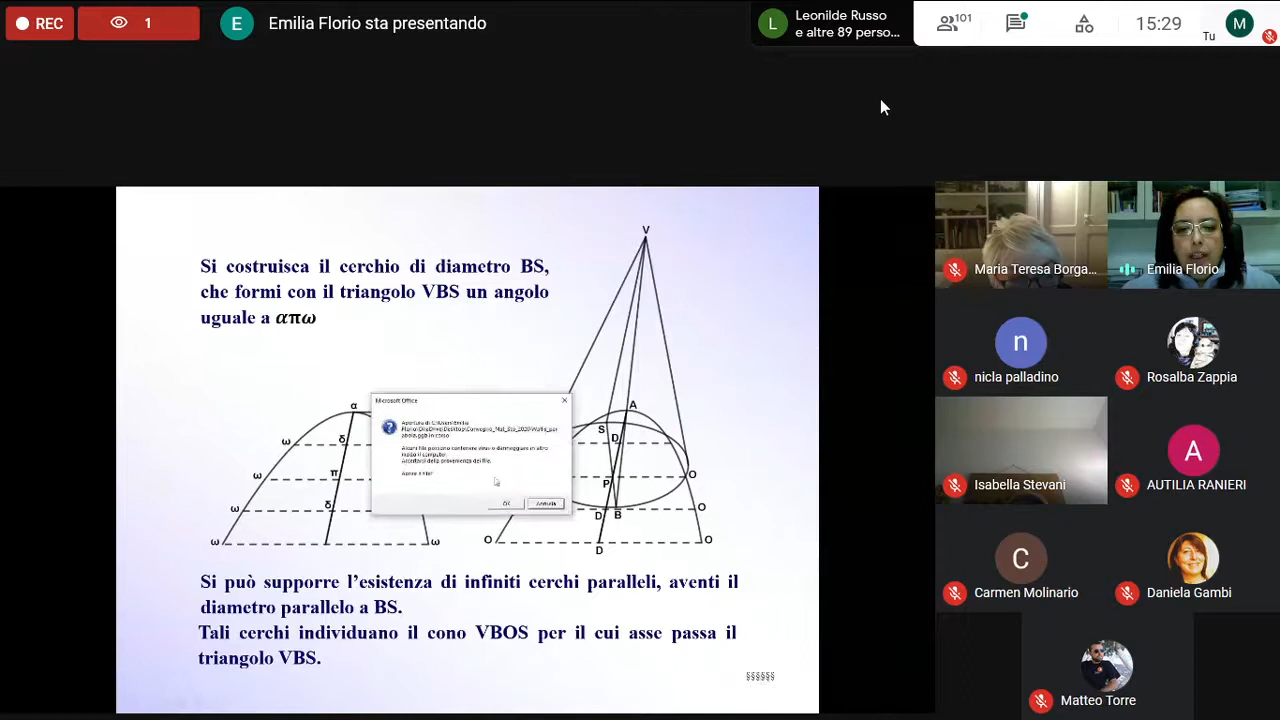 REC
1
E
Emilia Florio sta presentando
L
Leonilde Russo
e altre 89 perso...
101
15:29
Tu
M
V
Si costruisca il cerchio di diametro BS,
che formi con il triangolo VBS un angolo
uguale a απω
α
ω
δ
ω
π
ω
δ
ω
ω
Microsoft Office
A
S
D
P
O
D
B
O
O
D
O
Si può supporre l'esistenza di infiniti cerchi paralleli, aventi il
diametro parallelo a BS.
Tali cerchi individuano il cono VBOS per il cui asse passa il
triangolo VBS.
§§§§§§
Maria Teresa Borga...
Emilia Florio
n
nicla palladino
Rosalba Zappia
Isabella Stevani
A
AUTILIA RANIERI
C
Carmen Molinario
Daniela Gambi
Matteo Torre